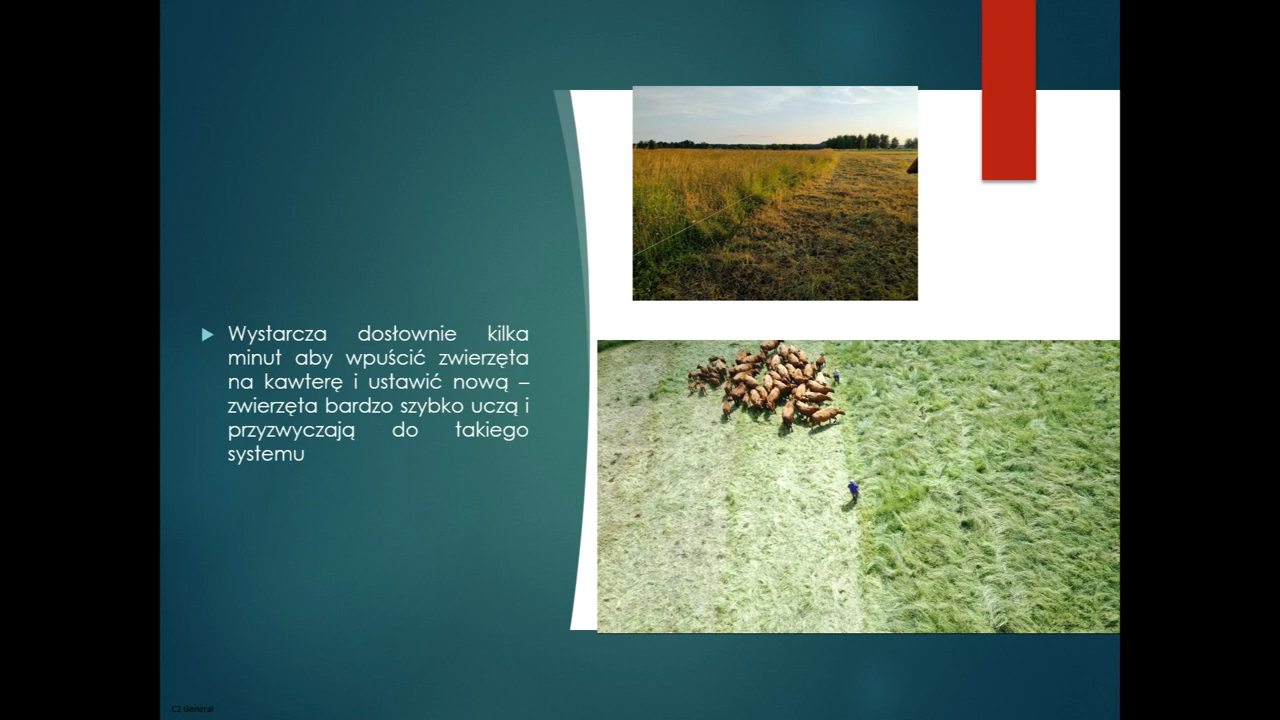 Wystarcza dosłownie kilka
minut aby wpuścić zwierzęta
na kawterę i ustawić nową –
zwierzęta bardzo szybko uczą i
przyzwyczają do takiego
systemu
C2 General